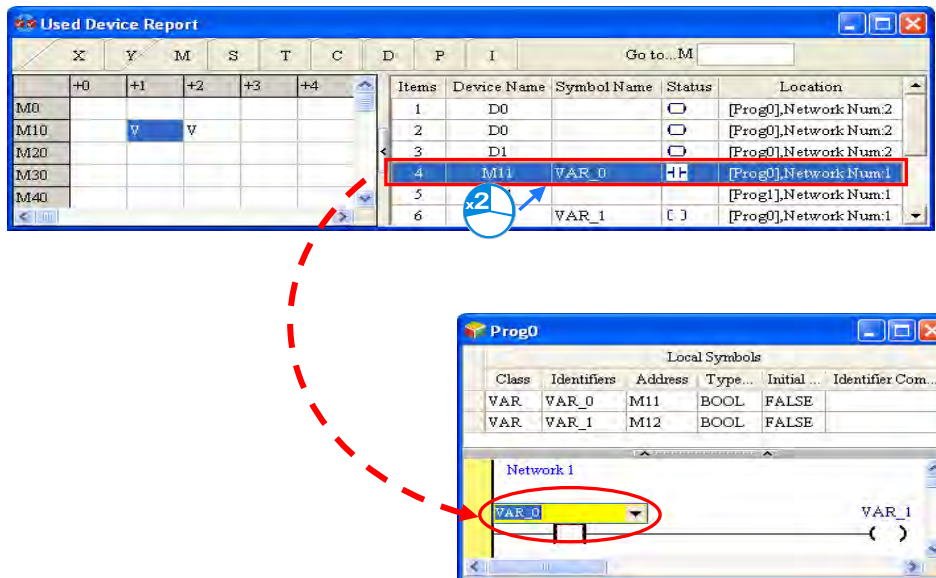 Used Device Report
X Y M S T C D P I Go to...M
+0 +1 +2 +3 +4
M0
M10 V V
M20
M30
M40
Items Device Name Symbol Name Status Location
1 D0 [Prog0],Network Num:2
2 D0 [Prog0],Network Num:2
3 D1 [Prog0],Network Num:2
4 M11 VAR_0 [Prog0],Network Num:1
5 [Prog1],Network Num:1
6 VAR_1 [Prog0],Network Num:1
x2
Prog0
Local Symbols
Class Identifiers Address Type... Initial ... Identifier Com...
VAR VAR_0 M11 BOOL FALSE
VAR VAR_1 M12 BOOL FALSE
Network 1
VAR_0 VAR_1